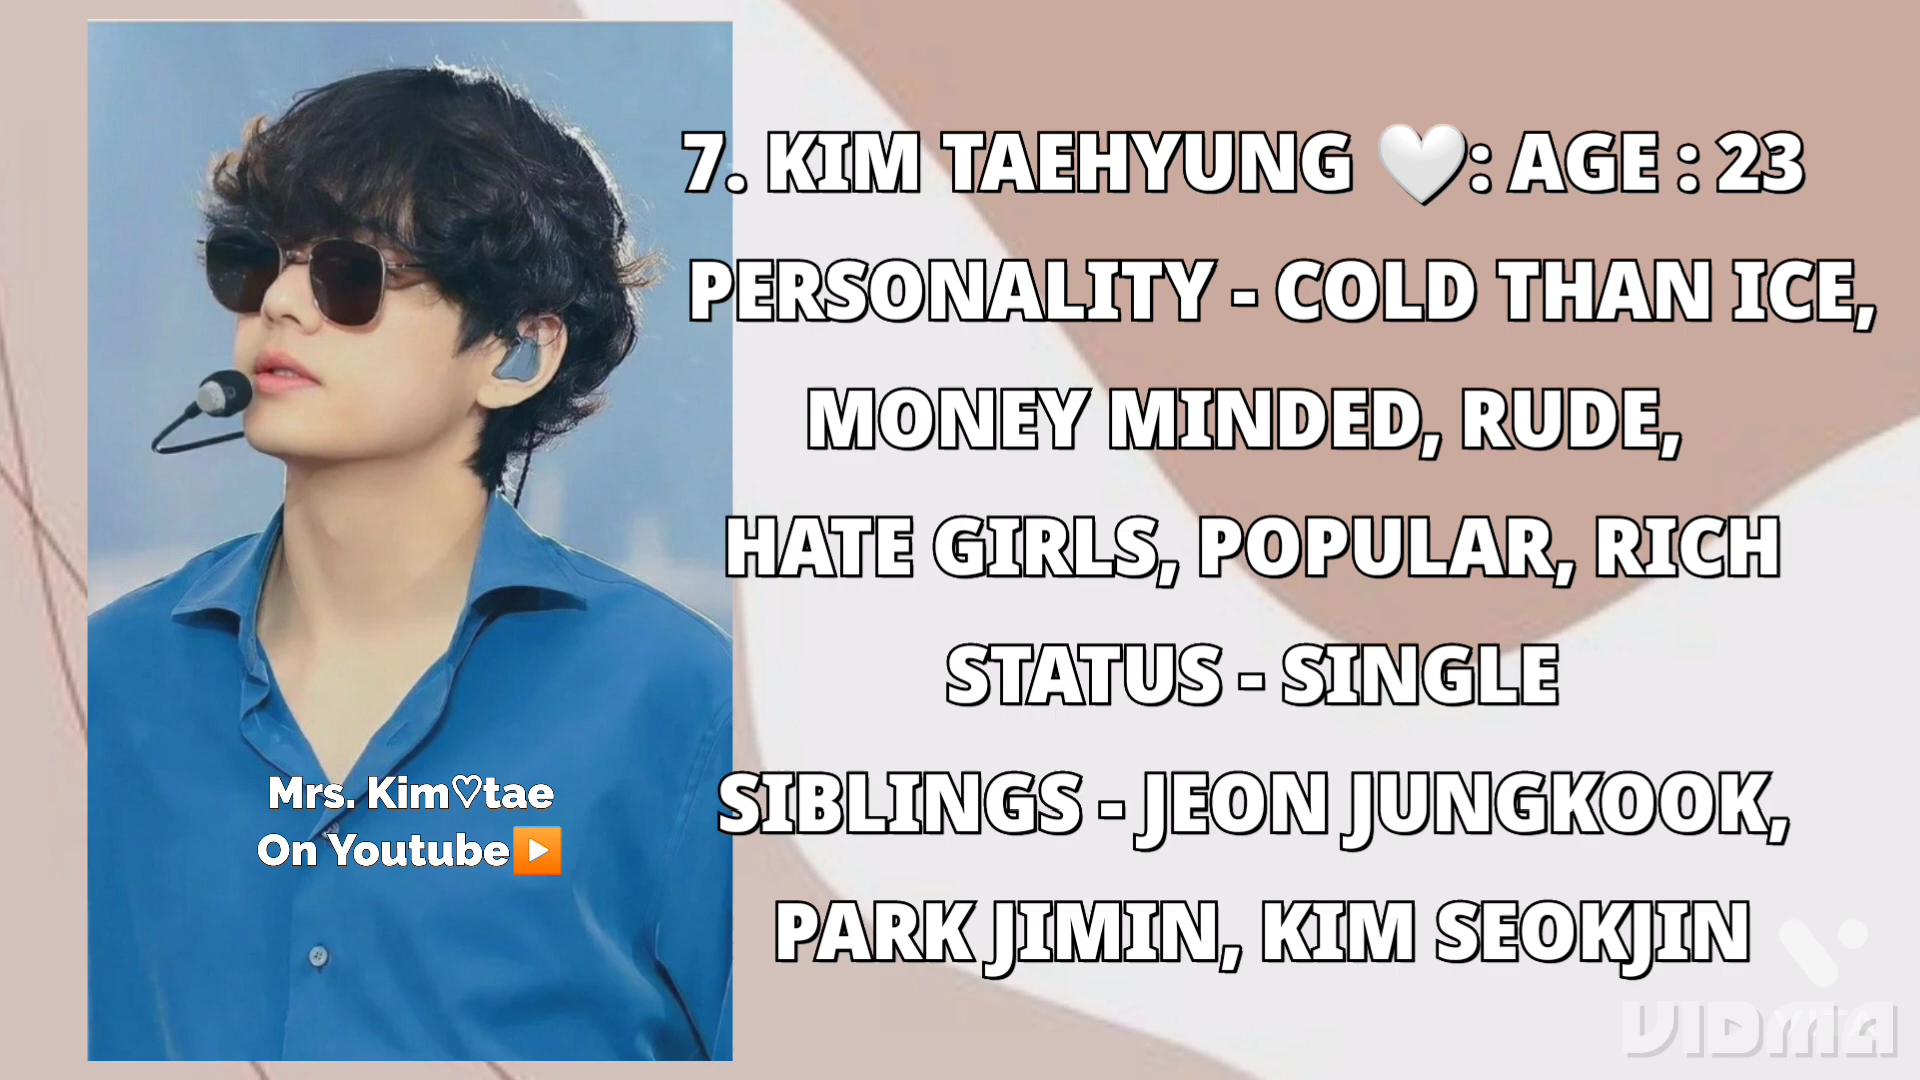 7. KIM TAEHYUNG 🤍: AGE : 23
PERSONALITY - COLD THAN ICE,
MONEY MINDED, RUDE,
HATE GIRLS, POPULAR, RICH
STATUS - SINGLE
SIBLINGS - JEON JUNGKOOK,
PARK JIMIN, KIM SEOKJIN
Mrs. Kim♡tae
On Youtube▶️
VIDMA